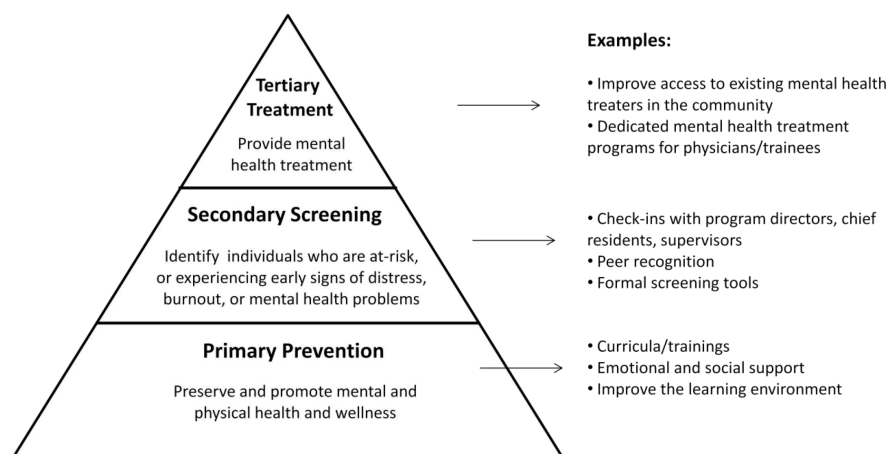 Tertiary
Treatment
Provide mental
health treatment
Secondary Screening
Identify individuals who are at-risk,
or experiencing early signs of distress,
burnout, or mental health problems
Primary Prevention
Preserve and promote mental and
physical health and wellness
Examples:
• Improve access to existing mental health
treaters in the community
• Dedicated mental health treatment
programs for physicians/trainees
• Check-ins with program directors, chief
residents, supervisors
• Peer recognition
• Formal screening tools
• Curricula/trainings
• Emotional and social support
• Improve the learning environment